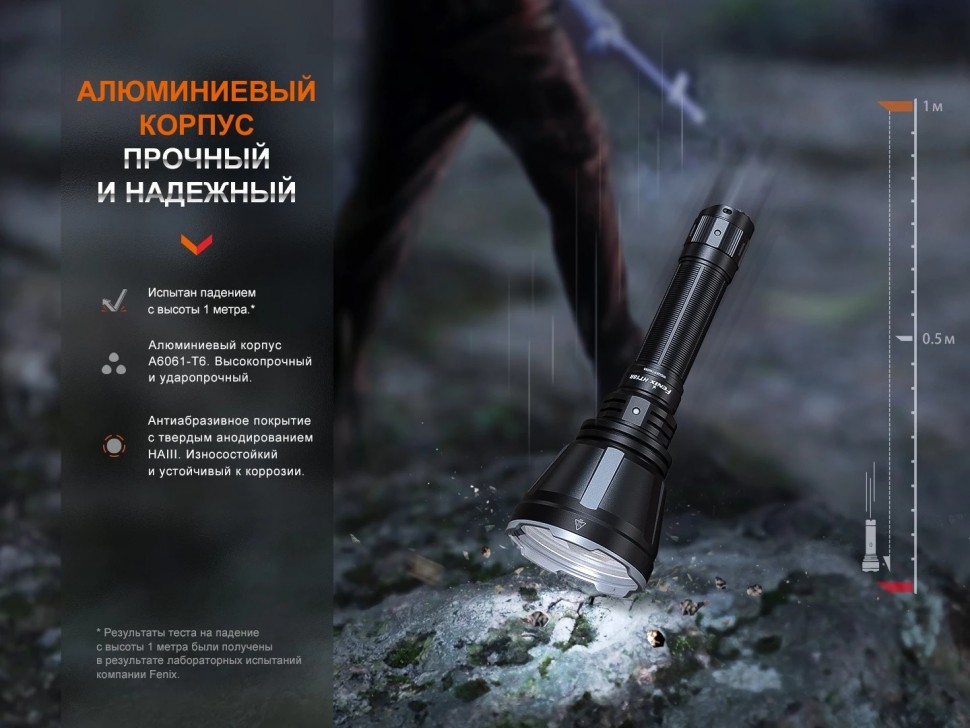 АЛЮМИНИЕВЫЙ
КОРПУС
ПРОЧНЫЙ
И НАДЕЖНЫЙ
Испытан падением
с высоты 1 метра.*
Алюминиевый корпус
A6061-T6. Высокопрочный
и ударопрочный.
Антиабразивное покрытие
с твердым анодированием
HAIII. Износостойкий
и устойчивый к коррозии.
* Результаты теста на падение
с высоты 1 метра были получены
в результате лабораторных испытаний
компании Fenix.
1 м
0.5 м
Fenix HT18R